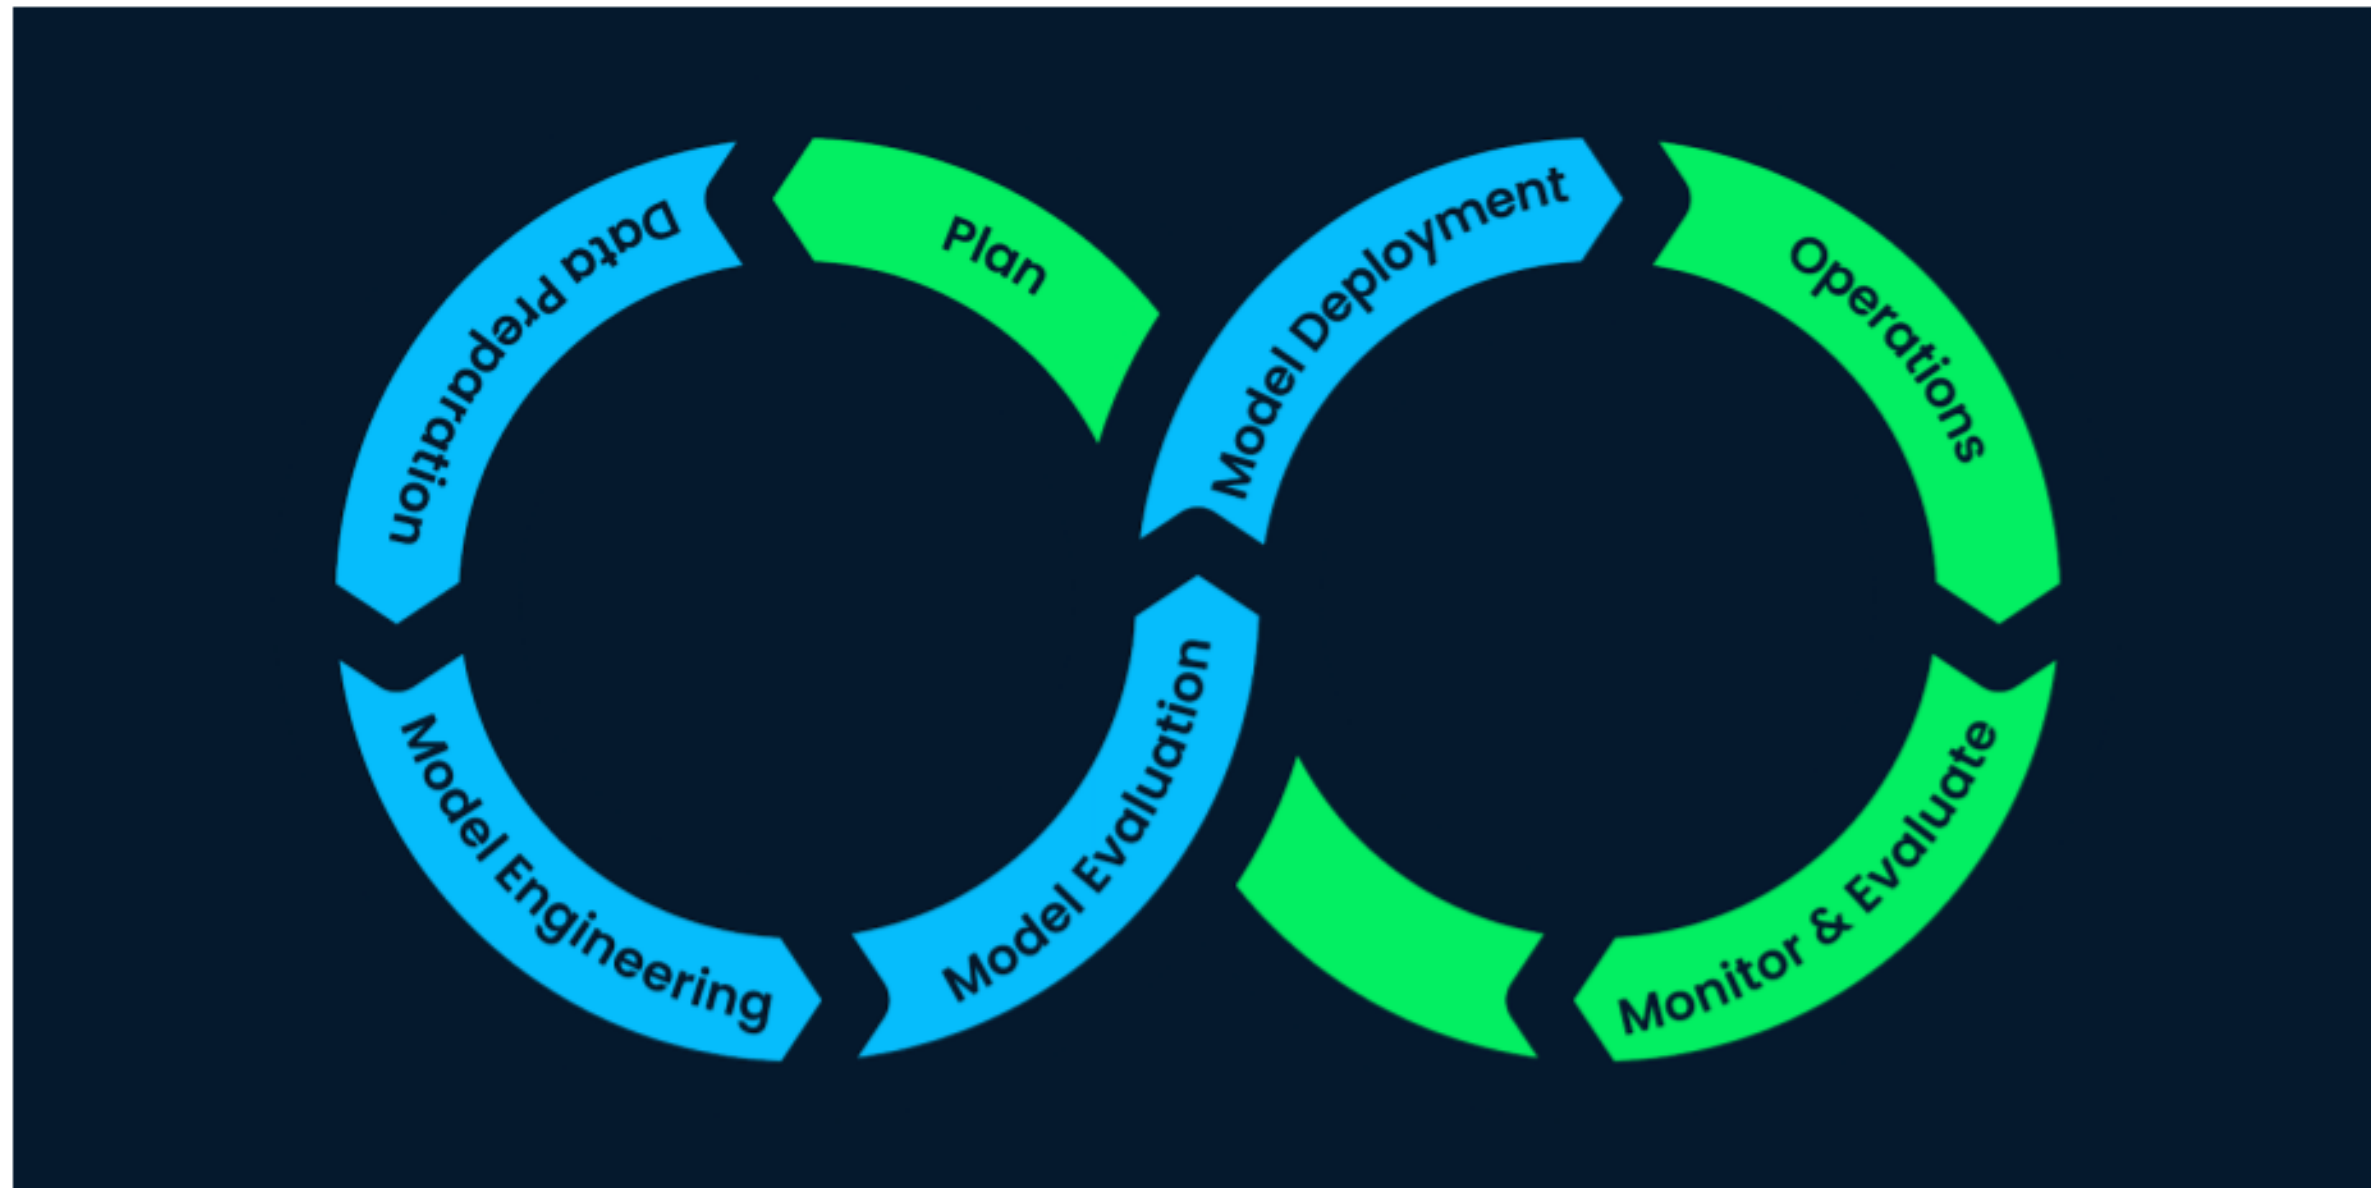 Plan
Data Preparation
Model Engineering
Model Evaluation
Model Deployment
Operations
Monitor & Evaluate